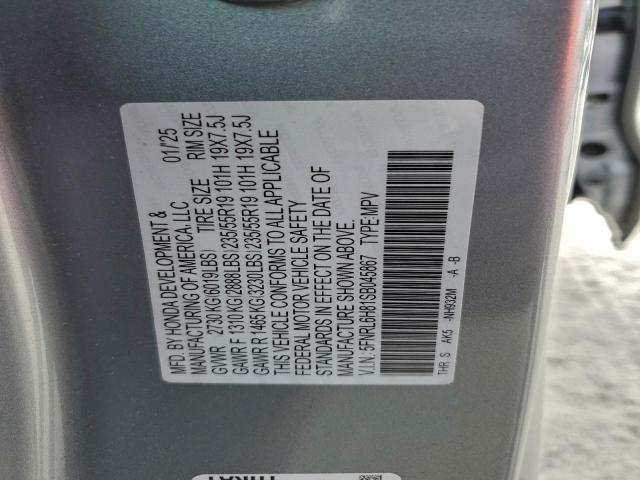 MFD. BY HONDA DEVELOPMENT & 01/'25
MANUFACTURING OF AMERICA, LLC
GVWR 2730 KG(6019LBS) TIRE SIZE RIM SIZE
GAWR F 1310 KG/2888LBS 235/55R19 101H 19X7.5J
GAWR R 1465 KG/3230LBS 235/55R19 101H 19X7.5J
THIS VEHICLE CONFORMS TO ALL APPLICABLE
FEDERAL MOTOR VEHICLE SAFETY
STANDARDS IN EFFECT ON THE DATE OF
MANUFACTURE SHOWN ABOVE.
V.I.N.: 5FNRL6H81SB045867 TYPE:MPV
THR. S AK5 -NH932M -A -B